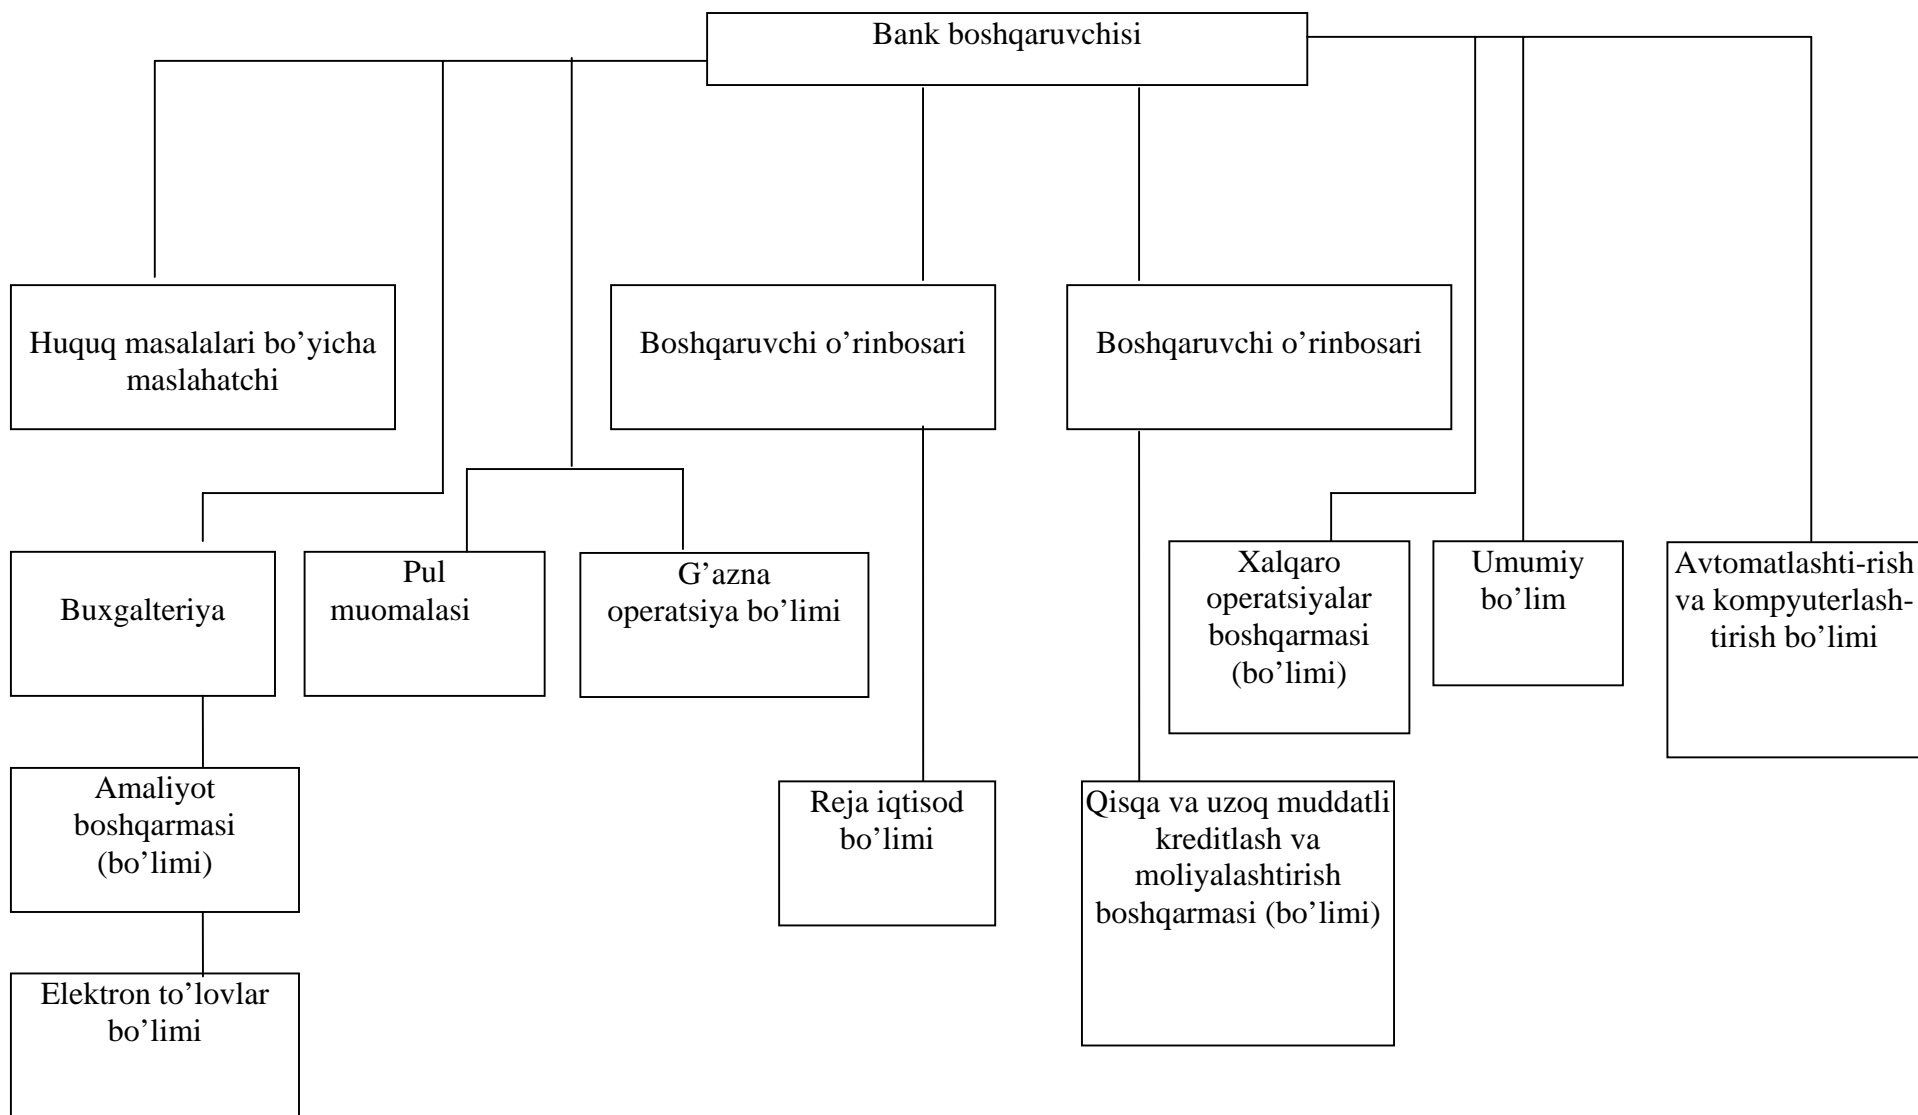 Bank boshqaruvchisi
Huquq masalalari bo’yicha
maslahatchi
Boshqaruvchi o’rinbosari
Boshqaruvchi o’rinbosari
Buxgalteriya
Pul
muomalasi
G’azna
operatsiya bo’limi
Xalqaro
operatsiyalar
boshqarmasi
(bo’limi)
Umumiy
bo’lim
Avtomatlashti-rish
va kompyuterlash-
tirish bo’limi
Amaliyot
boshqarmasi
(bo’limi)
Reja iqtisod
bo’limi
Qisqa va uzoq muddatli
kreditlash va
moliyalashtirish
boshqarmasi (bo’limi)
Elektron to’lovlar
bo’limi